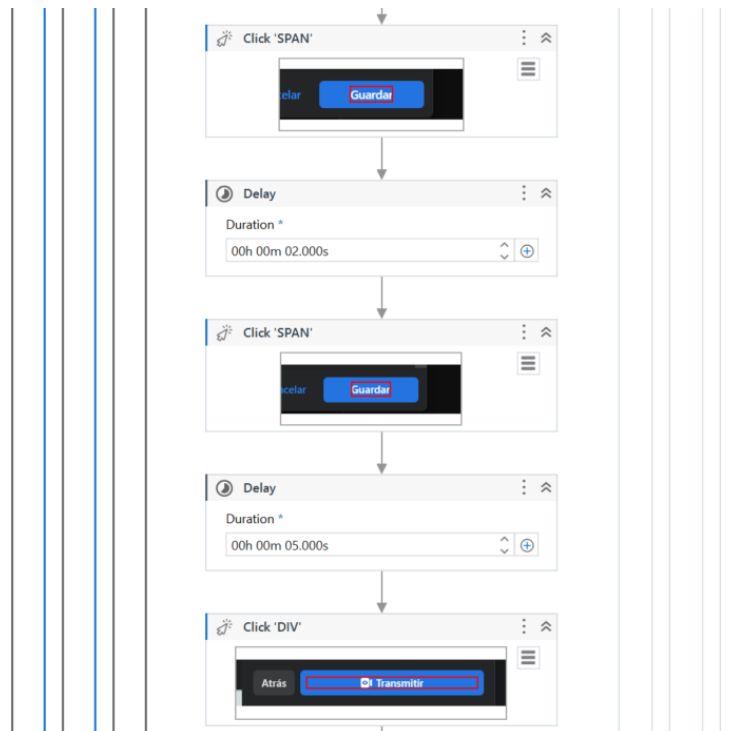 Click 'SPAN'
elar Guardar
Delay
Duration *
00h 00m 02.000s
Click 'SPAN'
celar Guardar
Delay
Duration *
00h 00m 05.000s
Click 'DIV'
Atrás Transmitir